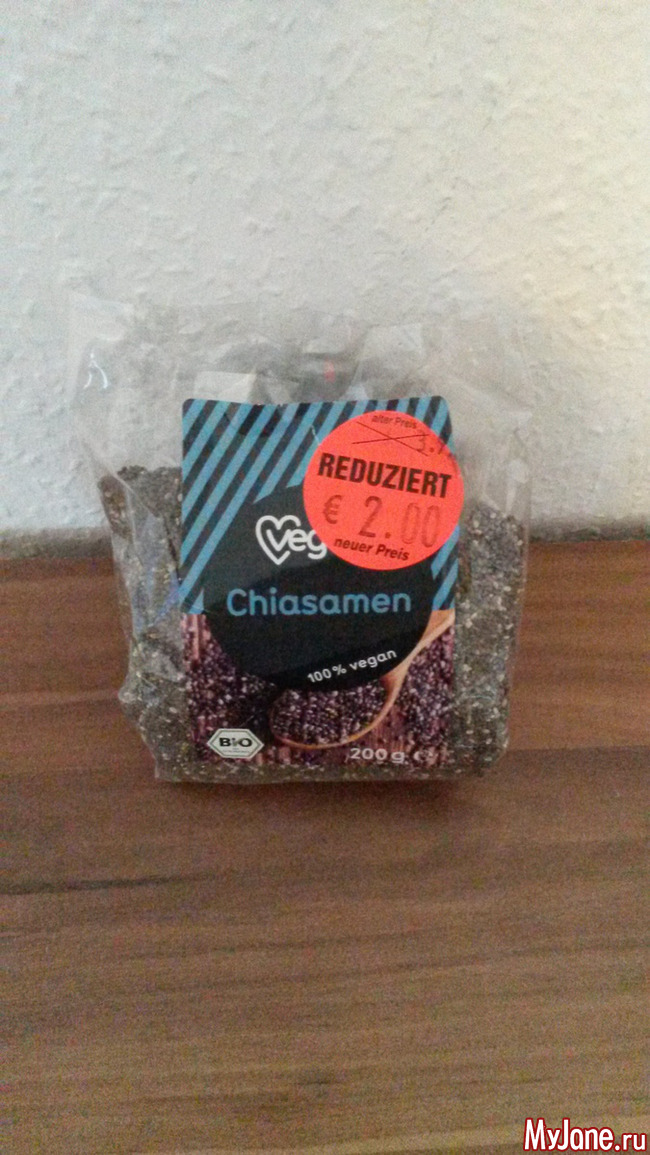 alter Preis
REDUZIERT
€ 2.00
neuer Preis
Chiasamen
100% vegan
BIO
200 g e
MyJane.ru